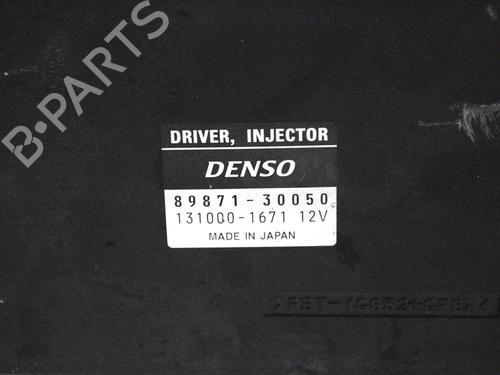 B-PARTS
DRIVER, INJECTOR
DENSO
89871-30050
131000-1671 12V
MADE IN JAPAN